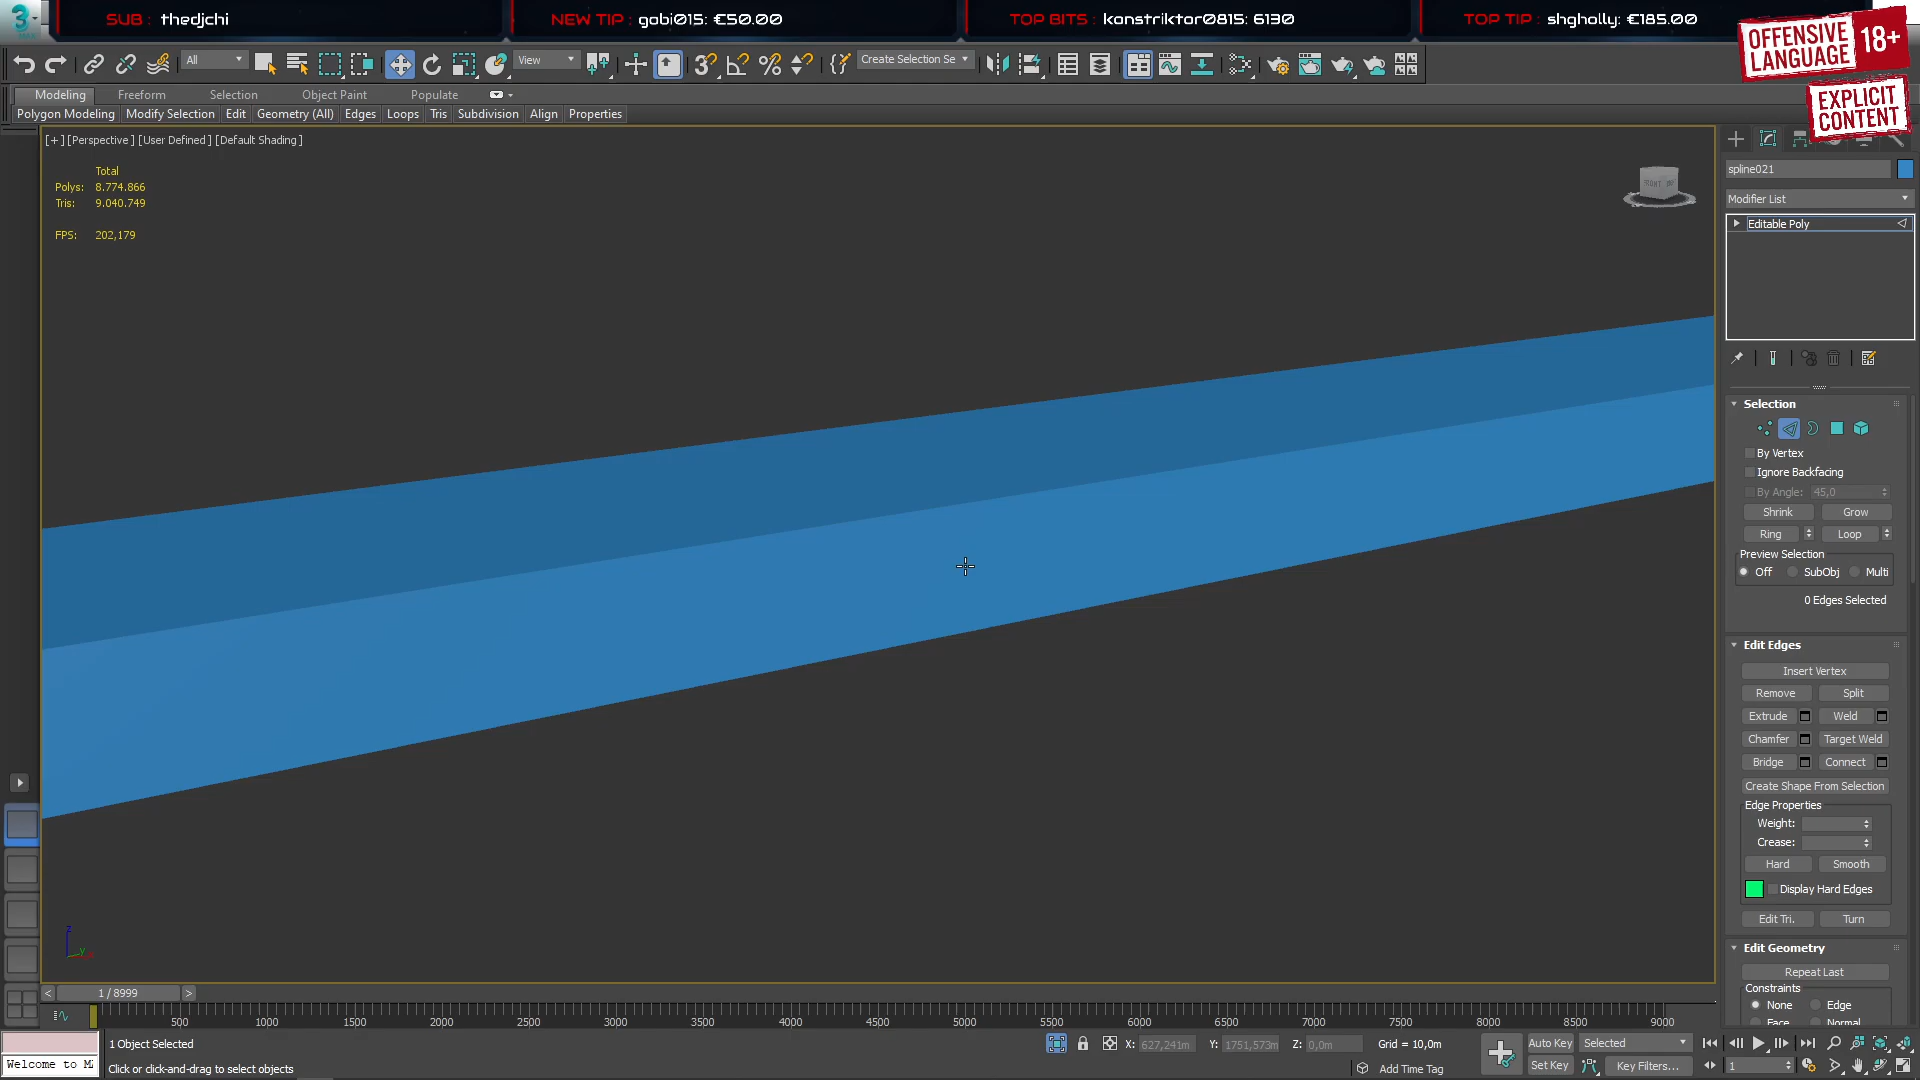 SUB : thedjchi
NEW TIP : gabi015: €50.00
TOP BITS : konstriktor0815: 6130
TOP TIP : shgholly: €185.00
OFFENSIVE LANGUAGE 18+
EXPLICIT CONTENT
All
View
Create Selection Se
Modeling Freeform Selection Object Paint Populate
Polygon Modeling Modify Selection Edit Geometry (All) Edges Loops Tris Subdivision Align Properties
[+] [Perspective ] [User Defined ] [Default Shading ]
Total
Polys: 8.774.866
Tris: 9.040.749
FPS: 202,179
spline021
Modifier List
Editable Poly
Selection
By Vertex
Ignore Backfacing
By Angle: 45,0
Shrink Grow
Ring Loop
Preview Selection
Off SubObj Multi
0 Edges Selected
Edit Edges
Insert Vertex
Remove Split
Extrude Weld
Chamfer Target Weld
Bridge Connect
Create Shape From Selection
Edge Properties
Weight:
Crease:
Hard Smooth
Display Hard Edges
Edit Tri. Turn
Edit Geometry
Repeat Last
Constraints
None Edge
Face Normal
< 1 / 8999 >
500 1000 1500 2000 2500 3000 3500 4000 4500 5000 5500 6000 6500 7000 7500 8000 8500 9000
1 Object Selected
X: 627,241m Y: 1751,573m Z: 0,0m Grid = 10,0m
Auto Key Selected
Welcome to M
Click or click-and-drag to select objects
Add Time Tag
Set Key Key Filters... 1